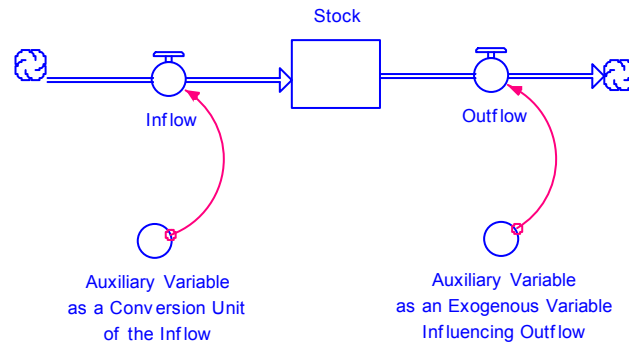 Stock
Inflow
Outflow
Auxiliary Variable
as a Conversion Unit
of the Inflow
Auxiliary Variable
as an Exogenous Variable
Influencing Outflow